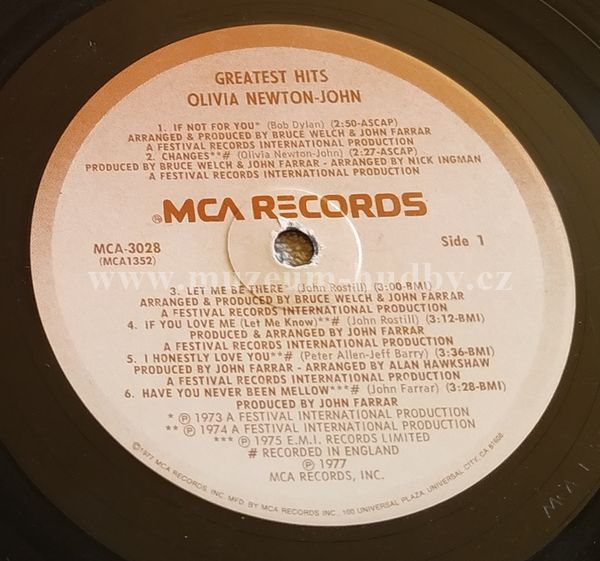 GREATEST HITS
OLIVIA NEWTON-JOHN
1. IF NOT FOR YOU* (Bob Dylan) (2:50-ASCAP)
ARRANGED & PRODUCED BY BRUCE WELCH & JOHN FARRAR
A FESTIVAL RECORDS INTERNATIONAL PRODUCTION
2. CHANGES**# (Olivia Newton-John) (2:27-ASCAP)
PRODUCED BY BRUCE WELCH & JOHN FARRAR - ARRANGED BY NICK INGMAN
A FESTIVAL RECORDS INTERNATIONAL PRODUCTION
®MCA RECORDS
MCA-3028
(MCA1352)
Side 1
www.muzeum-hudby.cz
3. LET ME BE THERE (John Rostill) (3:00-BMI)
ARRANGED & PRODUCED BY BRUCE WELCH & JOHN FARRAR
A FESTIVAL RECORDS INTERNATIONAL PRODUCTION
4. IF YOU LOVE ME (Let Me Know)**# (John Rostill) (3:12-BMI)
PRODUCED & ARRANGED BY JOHN FARRAR
A FESTIVAL RECORDS INTERNATIONAL PRODUCTION
5. I HONESTLY LOVE YOU**# (Peter Allen-Jeff Barry) (3:36-BMI)
PRODUCED BY JOHN FARRAR - ARRANGED BY ALAN HAWKSHAW
A FESTIVAL RECORDS INTERNATIONAL PRODUCTION
6. HAVE YOU NEVER BEEN MELLOW***# (John Farrar) (3:28-BMI)
PRODUCED BY JOHN FARRAR
* ℗ 1973 A FESTIVAL INTERNATIONAL PRODUCTION
** ℗ 1974 A FESTIVAL INTERNATIONAL PRODUCTION
*** ℗ 1975 E.M.I. RECORDS LIMITED
# RECORDED IN ENGLAND
℗ 1977
MCA RECORDS, INC.
©1977 MCA RECORDS, INC. MFD. BY MCA RECORDS INC., 100 UNIVERSAL PLAZA, UNIVERSAL CITY, CA 91608